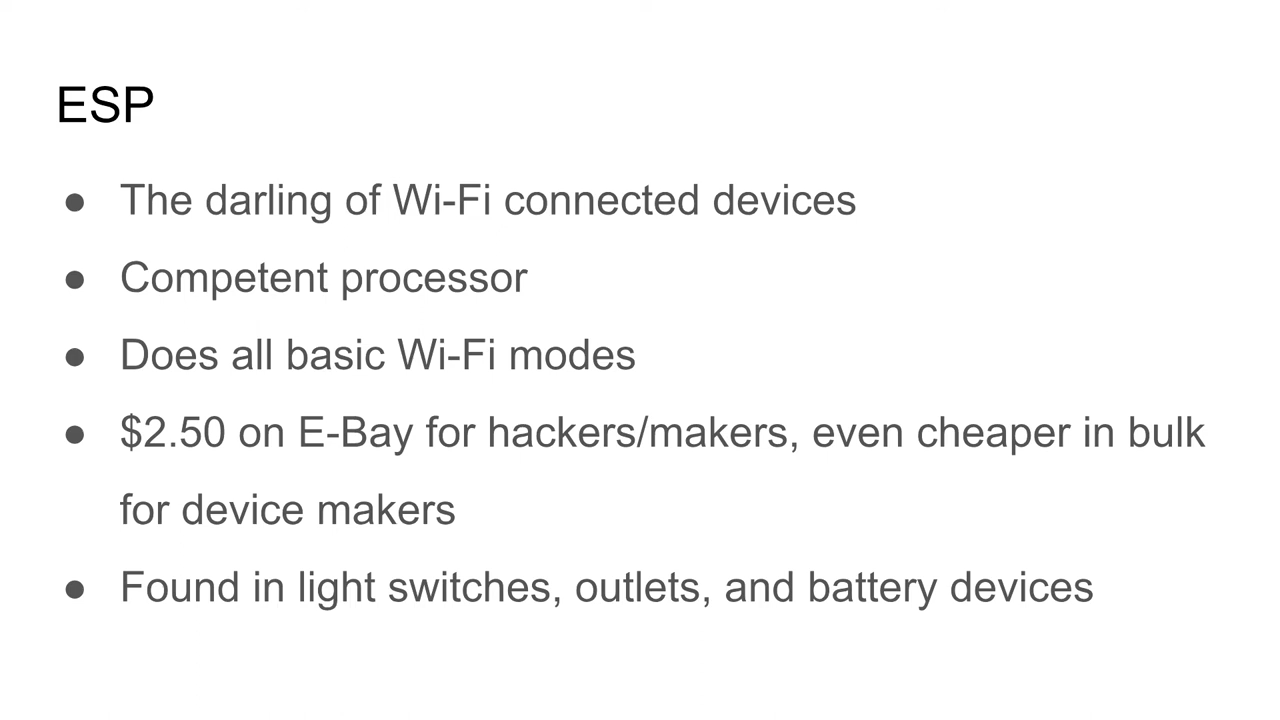 ESP
● The darling of Wi-Fi connected devices
● Competent processor
● Does all basic Wi-Fi modes
● $2.50 on E-Bay for hackers/makers, even cheaper in bulk
for device makers
● Found in light switches, outlets, and battery devices